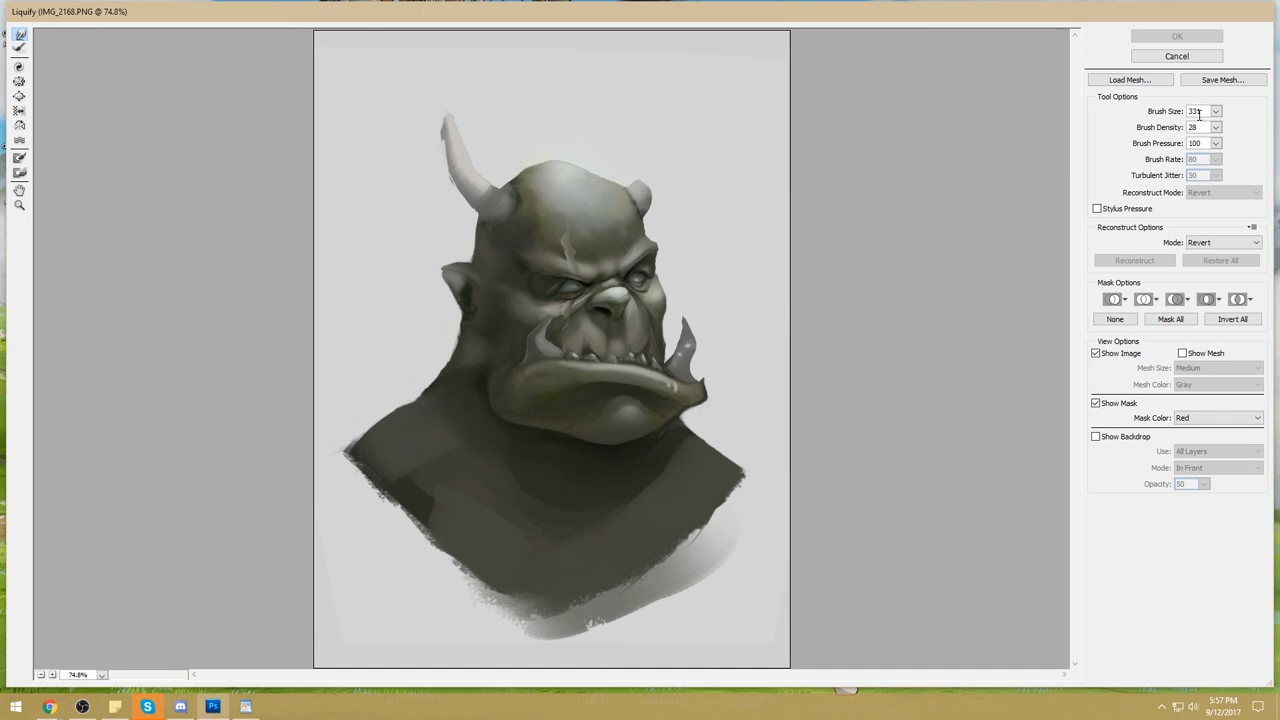 Liquify (IMG_2168.PNG @ 74.8%)
OK
Cancel
Load Mesh... Save Mesh...
Tool Options
Brush Size:
Brush Density: 28
Brush Pressure: 100
Brush Rate: 80
Turbulent Jitter: 50
Reconstruct Mode: Revert
Stylus Pressure
Reconstruct Options
Mode: Revert
Reconstruct Restore All
Mask Options
None Mask All Invert All
View Options
Show Image Show Mesh
Mesh Size: Medium
Mesh Color: Gray
Show Mask
Mask Color: Red
Show Backdrop
Use: All Layers
Mode: In Front
Opacity: 50
74.8%
Ps
5:57 PM
9/12/2017